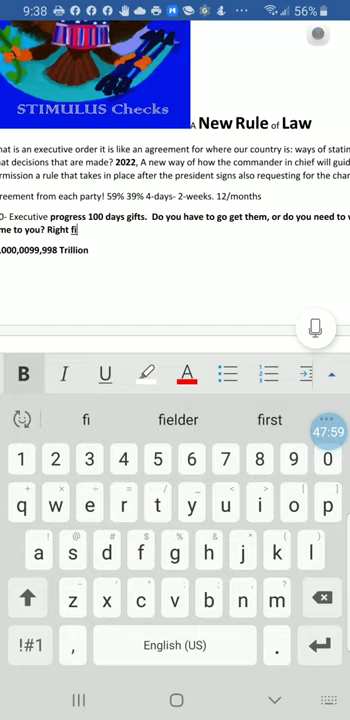 9:38
56%
STIMULUS Checks
A New Rule of Law
hat is an executive order it is like an agreement for where our country is: ways of statin
at decisions that are made? 2022, A new way of how the commander in chief will guid
rmission a rule that takes in place after the president signs also requesting for the char
reement from each party! 59% 39% 4-days- 2-weeks. 12/months
0- Executive progress 100 days gifts. Do you have to go get them, or do you need to w
me to you? Right fi
,000,0099,998 Trillion
B I U A
fi fielder first
47:59
1 2 3 4 5 6 7 8 9 0
+ × ÷ = / _ < > [ ]
q w e r t y u i o p
! @ # $ % ^ & * ( )
a s d f g h j k l
- ' " : ; , ?
z x c v b n m
!#1 , English (US) .